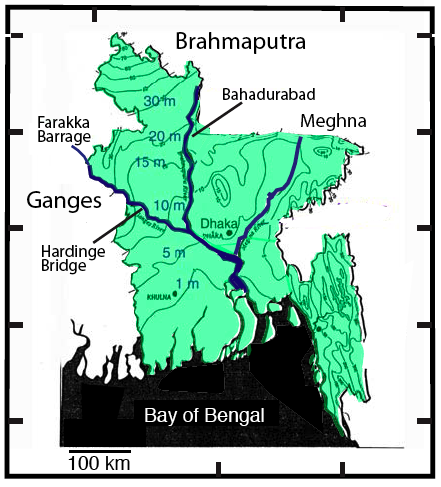 Brahmaputra
Bahadurabad
30 m
Meghna
Farakka
Barrage
20 m
15 m
Ganges
10 m
Dhaka
DHAKA
Hardinge
Bridge
5 m
1 m
KHULNA
Bay of Bengal
100 km